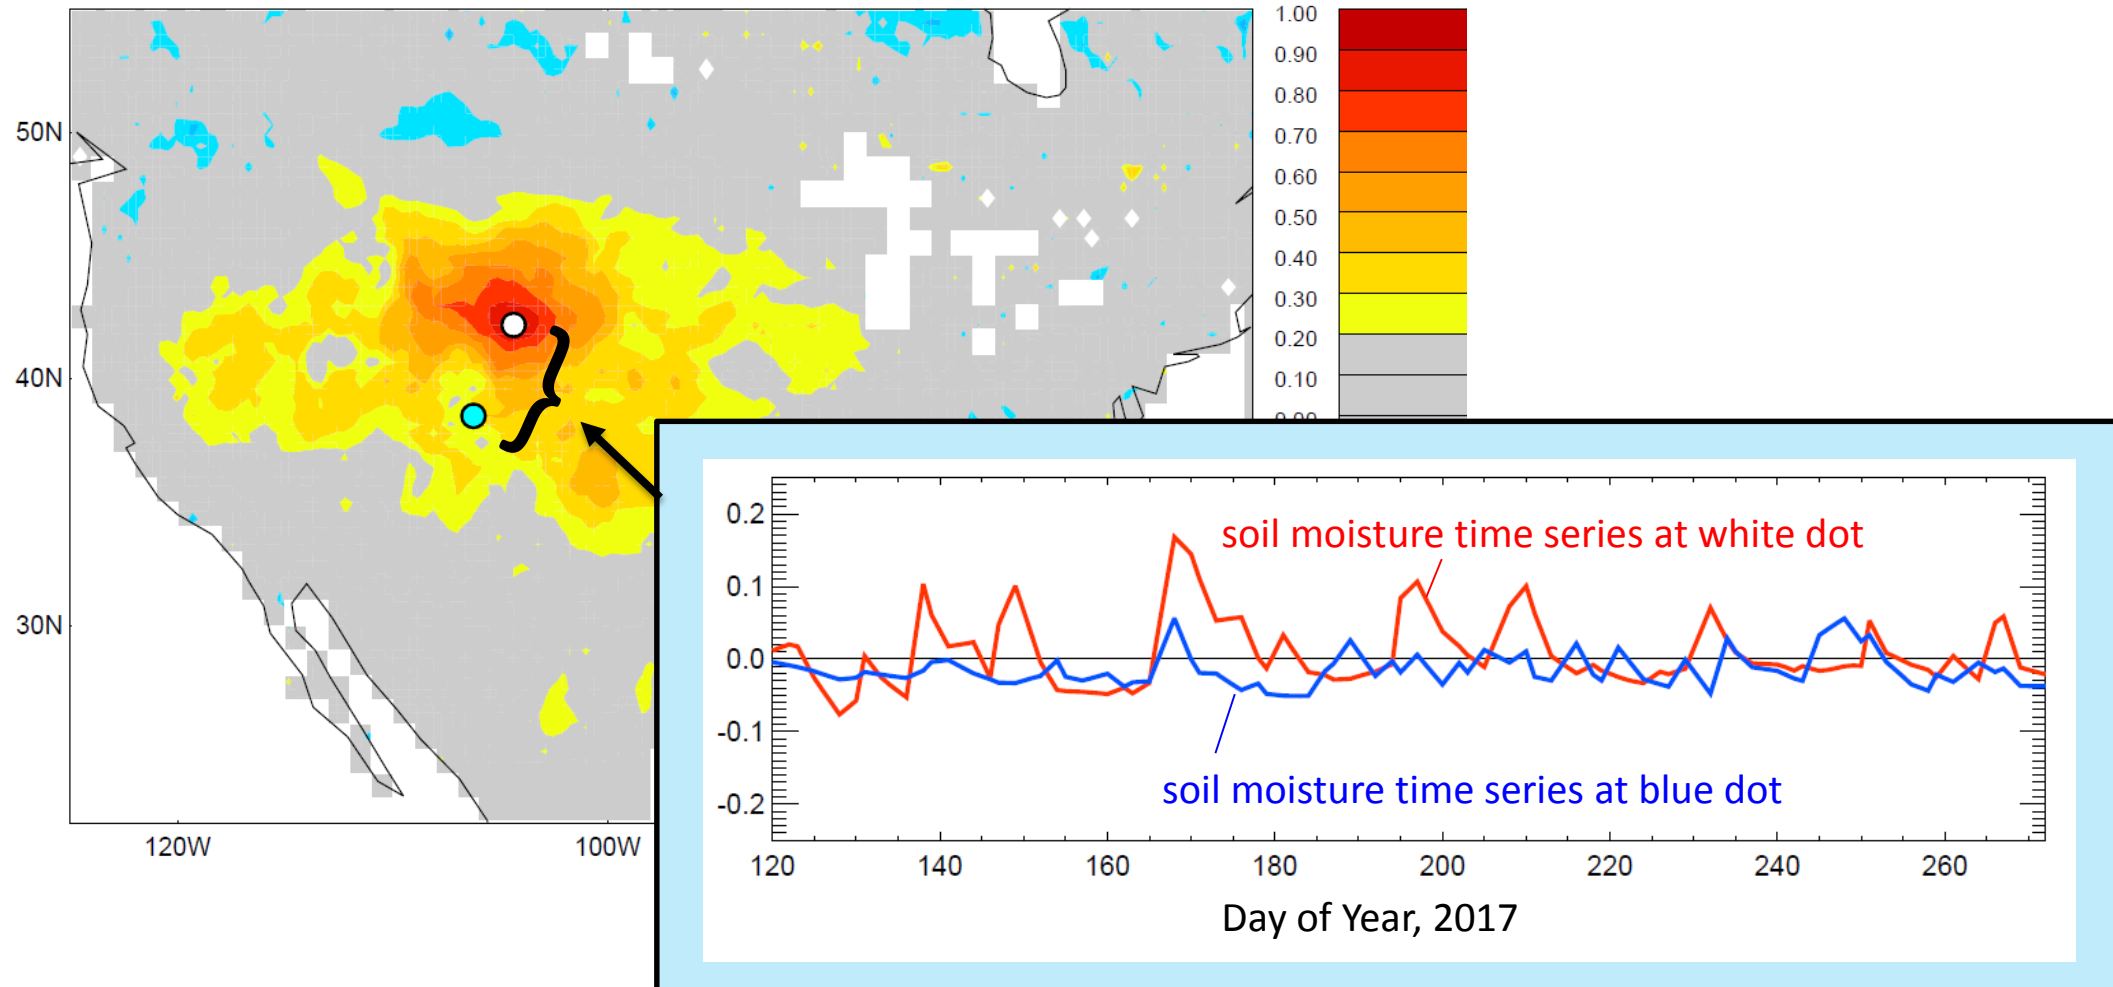 1.00
0.90
0.80
0.70
0.60
0.50
0.40
0.30
0.20
0.10
50N
40N
30N
120W
100W
0.2
0.1
0.0
-0.1
-0.2
soil moisture time series at white dot
soil moisture time series at blue dot
120 140 160 180 200 220 240 260
Day of Year, 2017